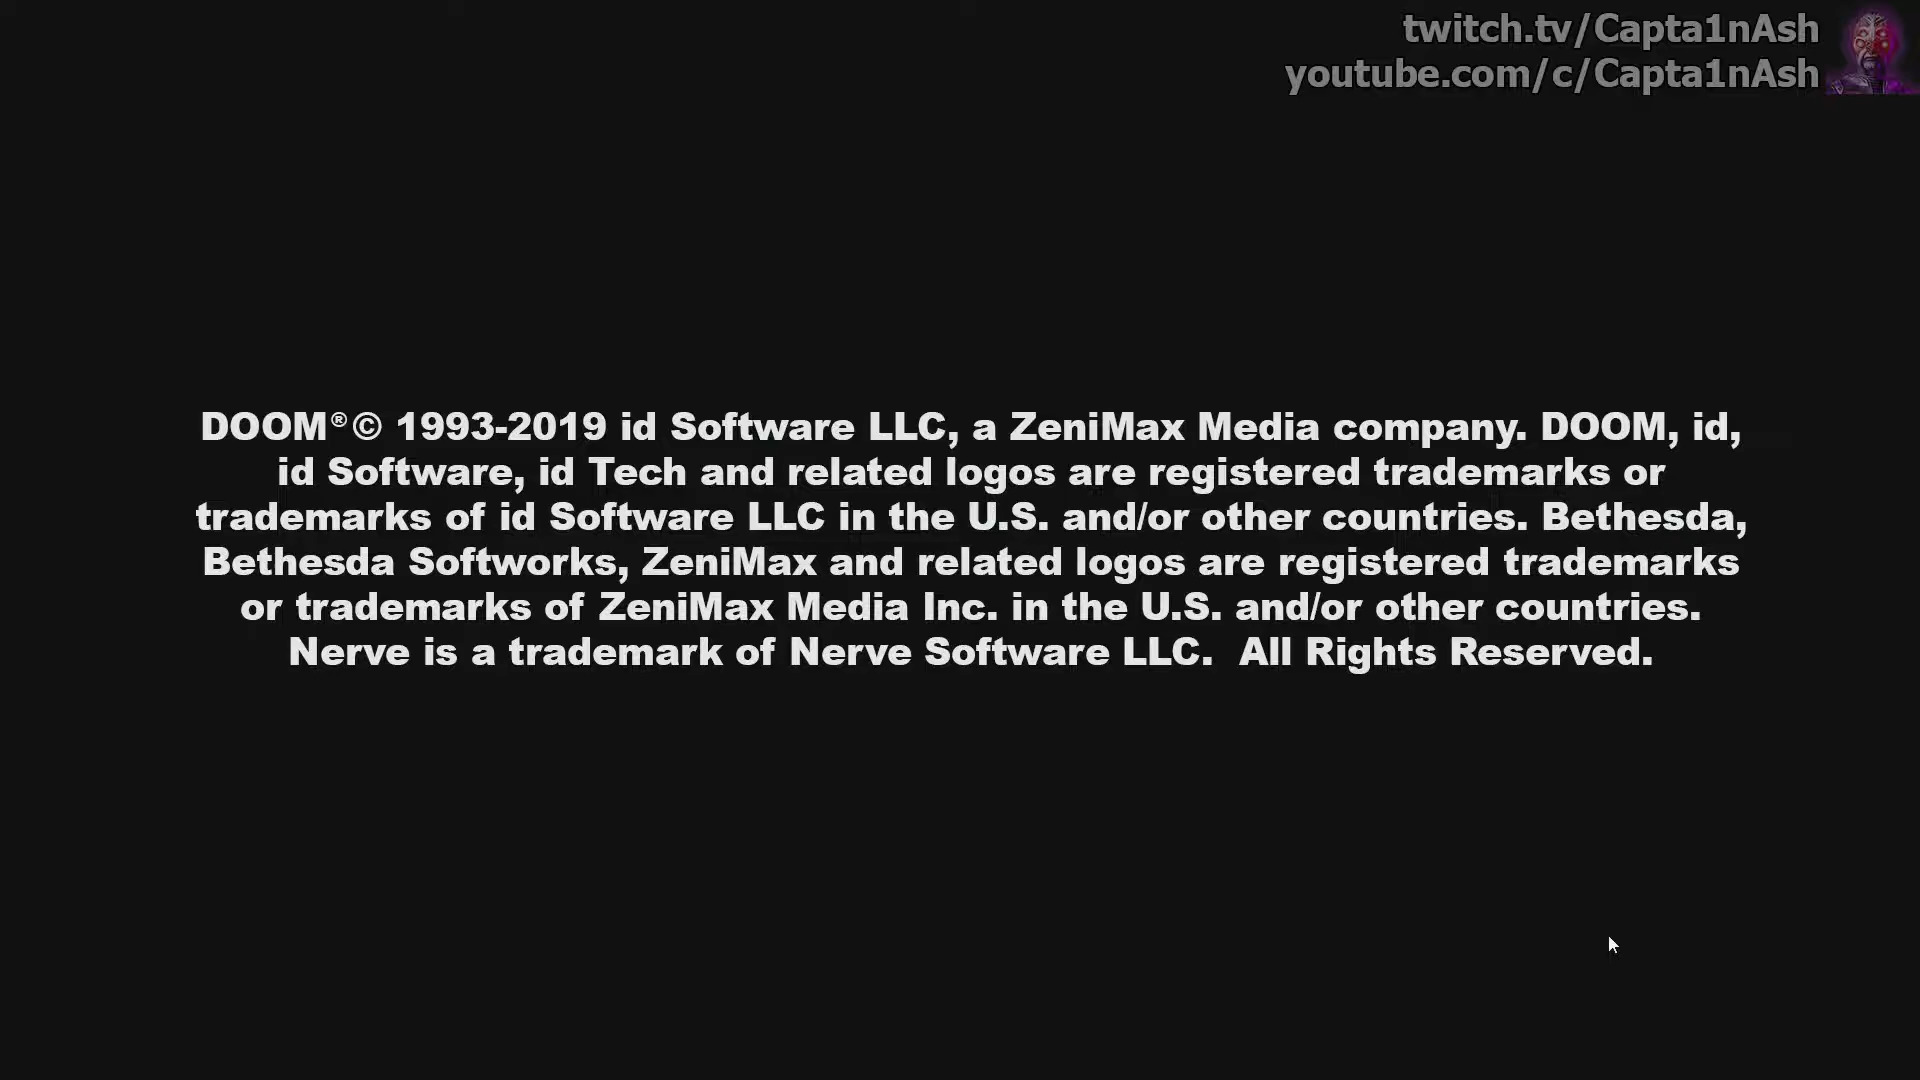 twitch.tv/Capta1nAsh
youtube.com/c/Capta1nAsh
DOOM®© 1993-2019 id Software LLC, a ZeniMax Media company. DOOM, id,
id Software, id Tech and related logos are registered trademarks or
trademarks of id Software LLC in the U.S. and/or other countries. Bethesda,
Bethesda Softworks, ZeniMax and related logos are registered trademarks
or trademarks of ZeniMax Media Inc. in the U.S. and/or other countries.
Nerve is a trademark of Nerve Software LLC.  All Rights Reserved.